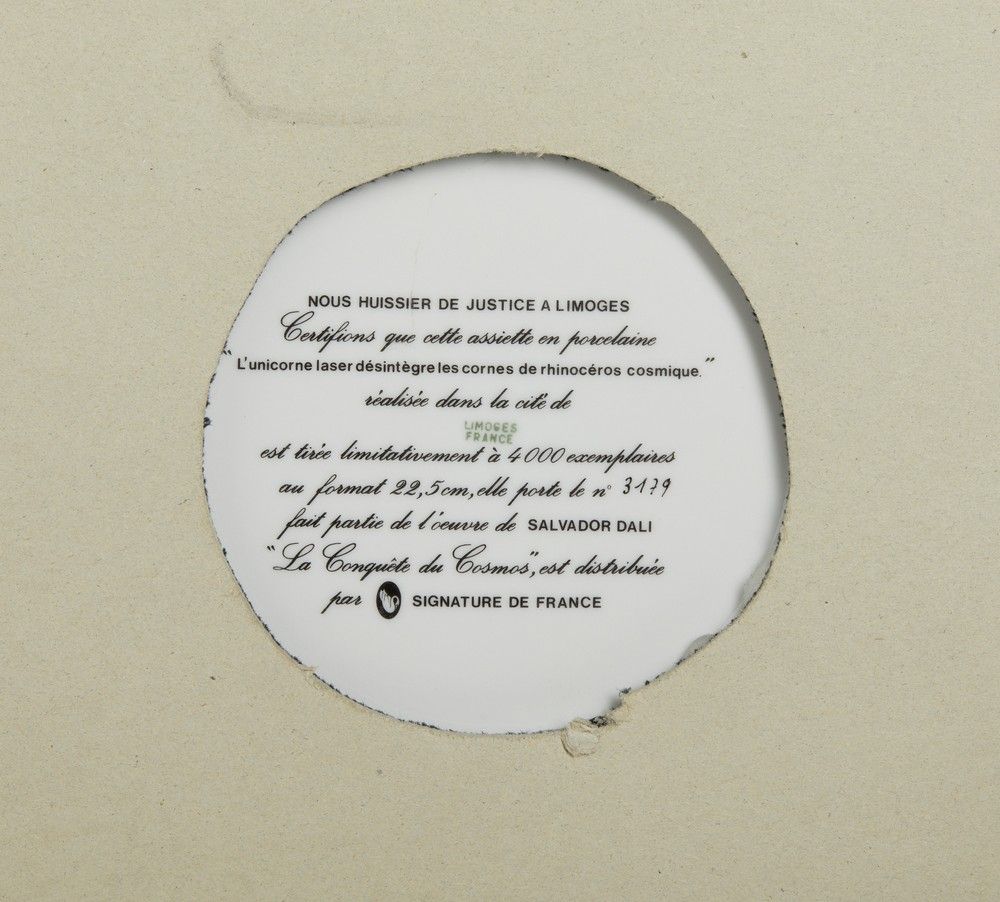 NOUS HUISSIER DE JUSTICE A LIMOGES
Certifions que cette assiette en porcelaine
"L'unicorne laser désintègre les cornes de rhinocéros cosmique."
réalisée dans la cité de
LIMOGES
FRANCE
est tirée limitativement à 4000 exemplaires
au format 22,5cm, elle porte le n° 3179
fait partie de l'oeuvre de SALVADOR DALI
"La Conquête du Cosmos", est distribuée
par SIGNATURE DE FRANCE